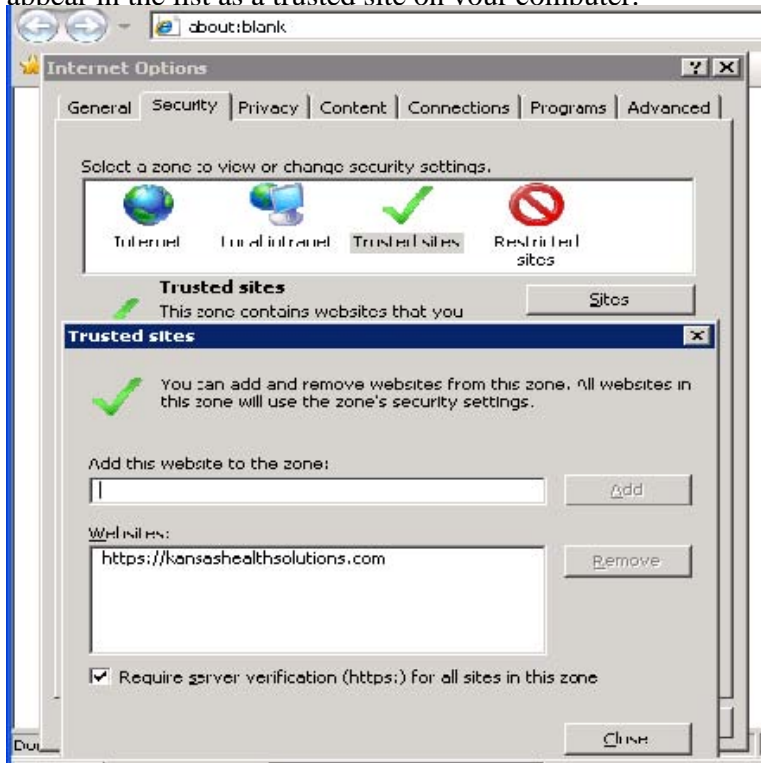 appear in the list as a trusted site on your computer.
about:blank
Internet Options
General Security Privacy Content Connections Programs Advanced
Select a zone to view or change security settings.
Internet Local intranet Trusted sites Restricted sites
Trusted sites
Sites
This zone contains websites that you
Trusted sites
You can add and remove websites from this zone. All websites in
this zone will use the zone's security settings.
Add this website to the zone:
Add
Websites:
https://kansashealthsolutions.com
Remove
Require server verification (https:) for all sites in this zone
Close